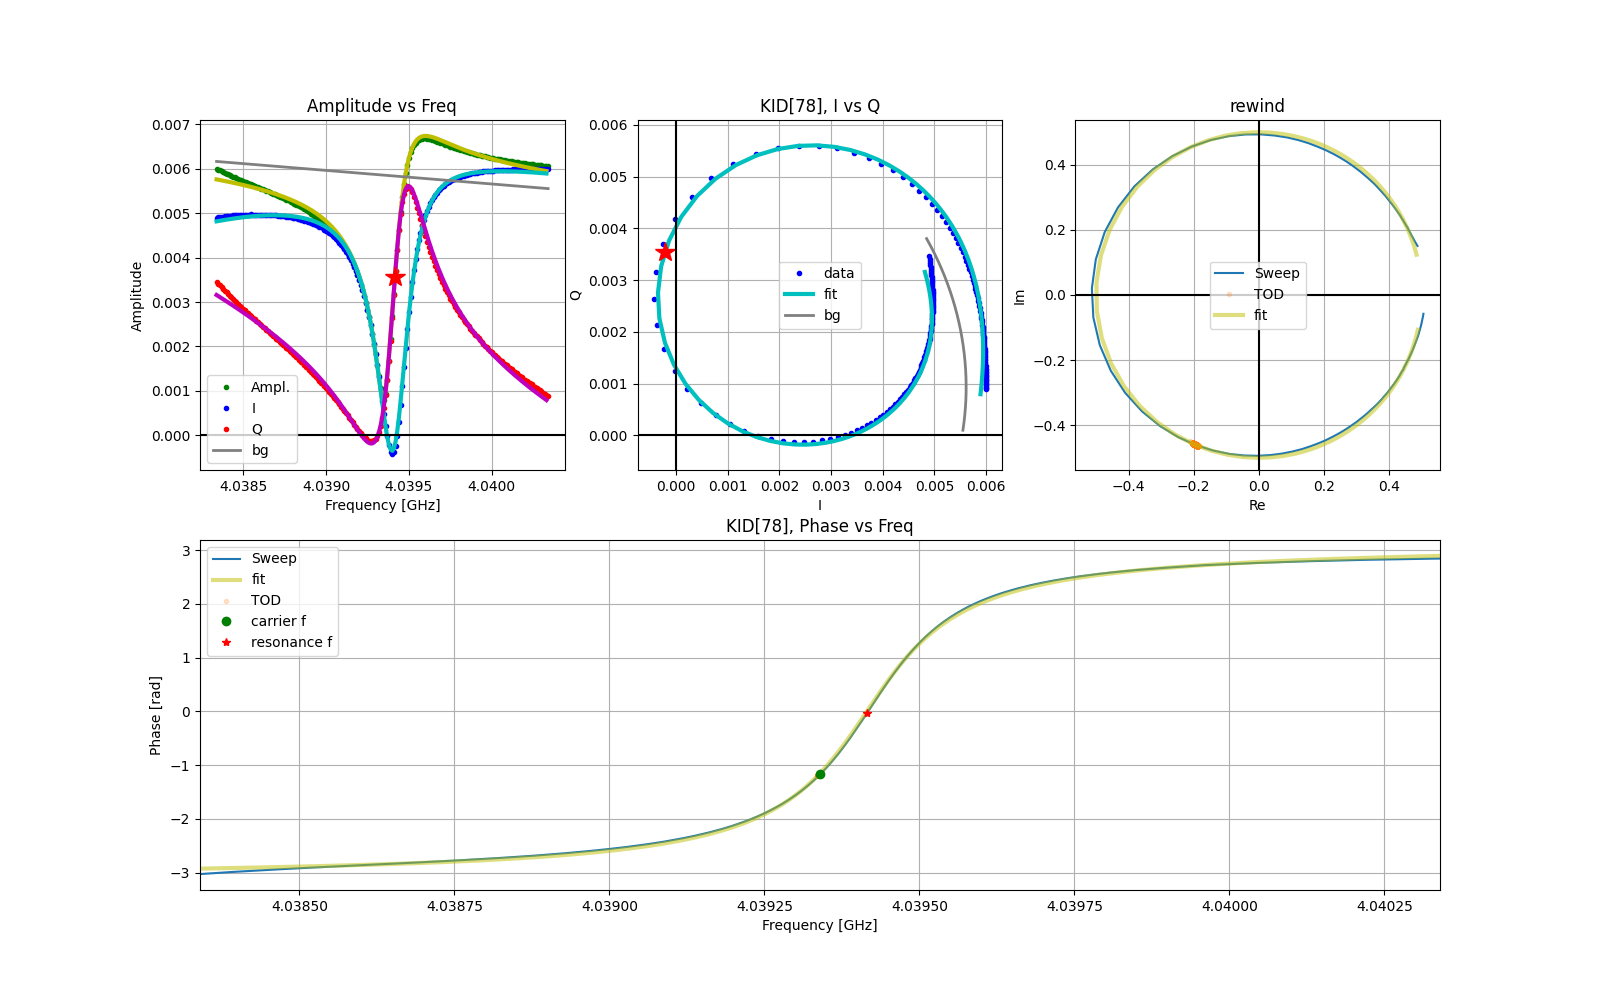 Amplitude vs Freq
0.007
0.006
0.005
0.004
0.003
0.002
0.001
0.000
Amplitude
Ampl.
I
Q
bg
4.0385
4.0390
4.0395
4.0400
Frequency [GHz]
KID[78], I vs Q
0.006
0.005
0.004
0.003
0.002
0.001
0.000
Q
data
fit
bg
0.000
0.001
0.002
0.003
0.004
0.005
0.006
I
rewind
0.4
0.2
0.0
−0.2
−0.4
Im
Sweep
TOD
fit
−0.4
−0.2
0.0
0.2
0.4
Re
KID[78], Phase vs Freq
3
2
1
0
−1
−2
−3
Phase [rad]
Sweep
fit
TOD
carrier f
resonance f
4.03850
4.03875
4.03900
4.03925
4.03950
4.03975
4.04000
4.04025
Frequency [GHz]